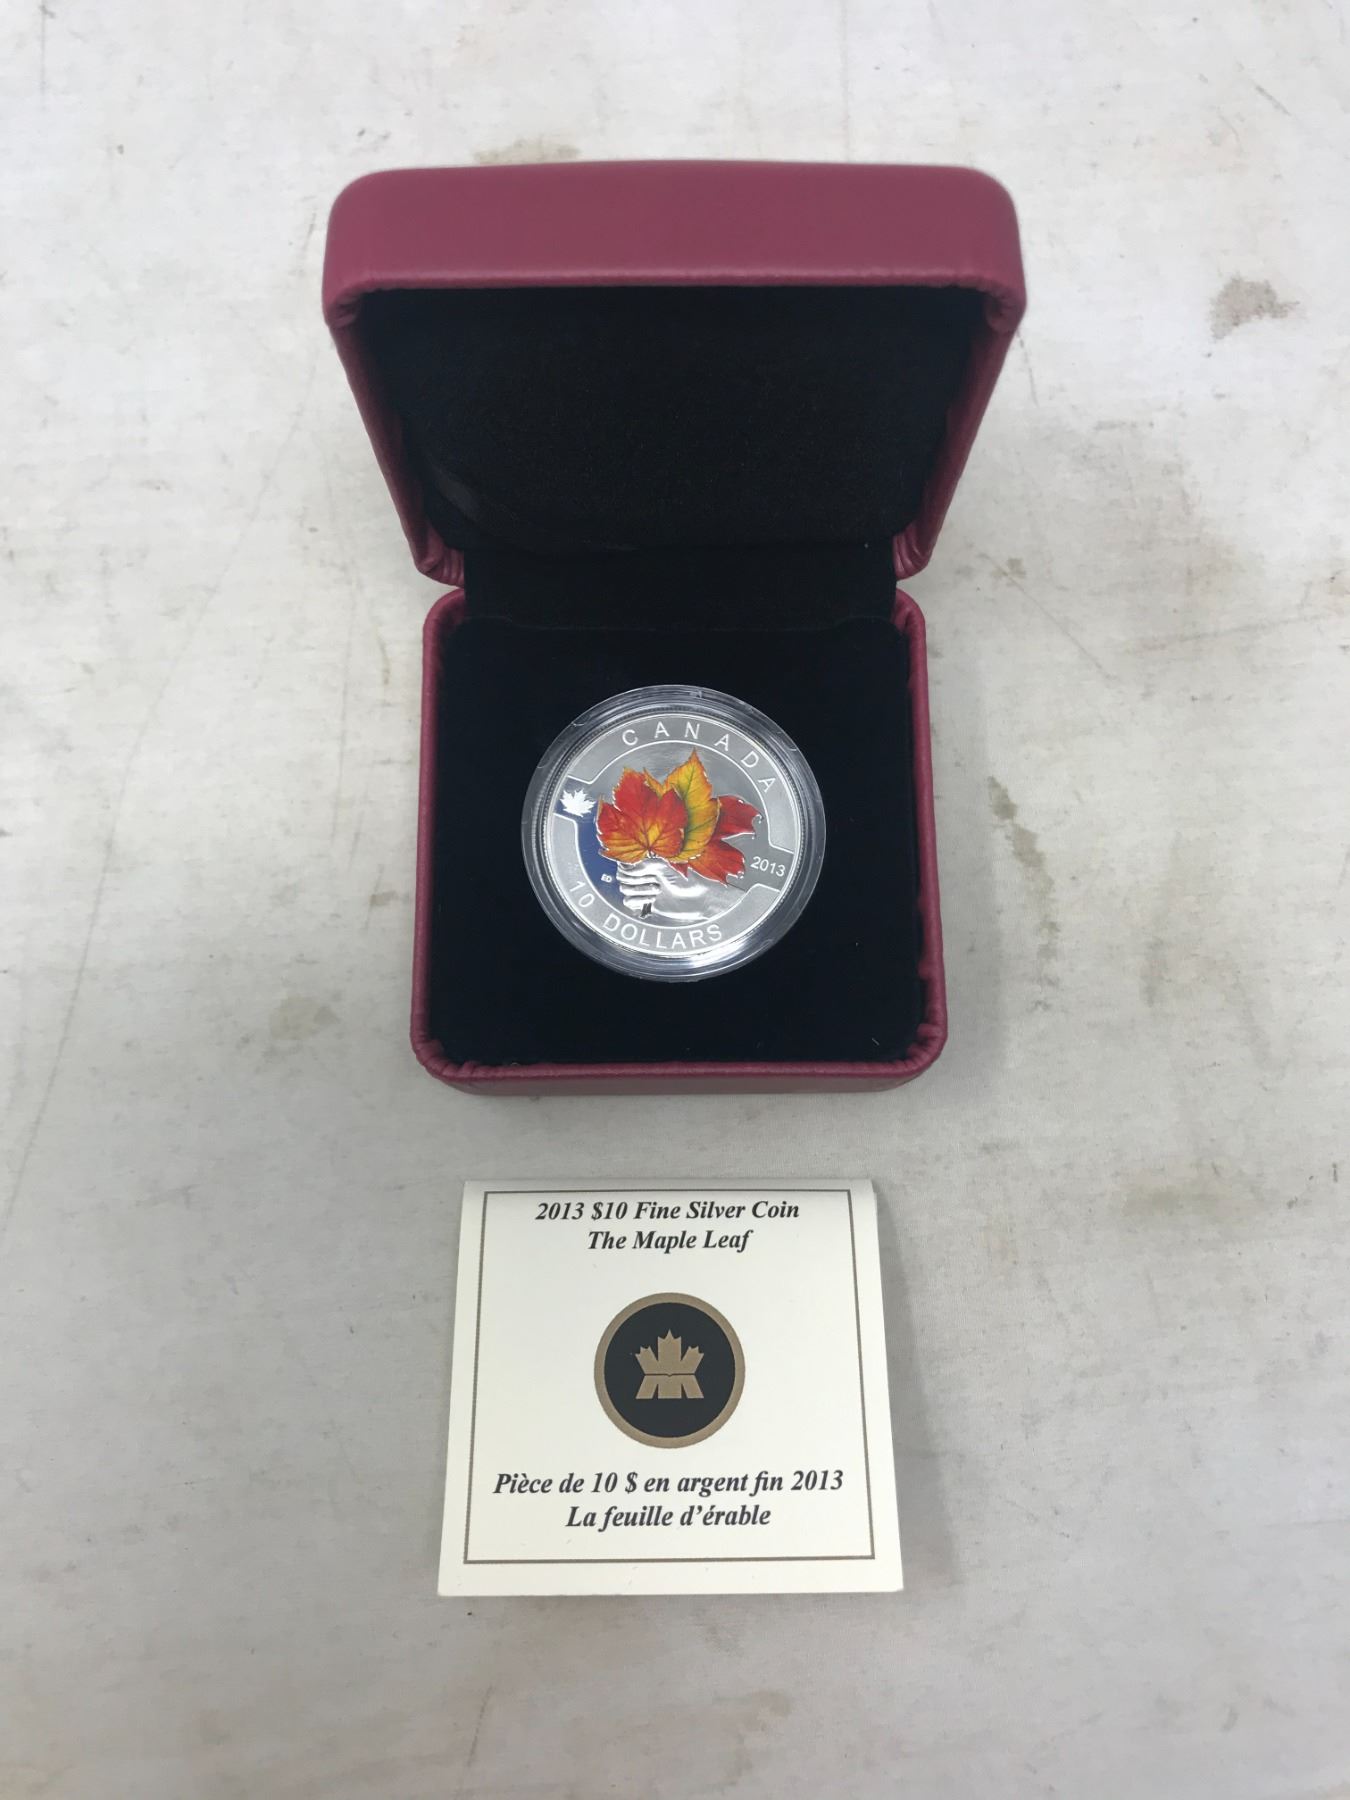 CANADA
2013
ED
10 DOLLARS
2013 $10 Fine Silver Coin
The Maple Leaf
Pièce de 10 $ en argent fin 2013
La feuille d'érable